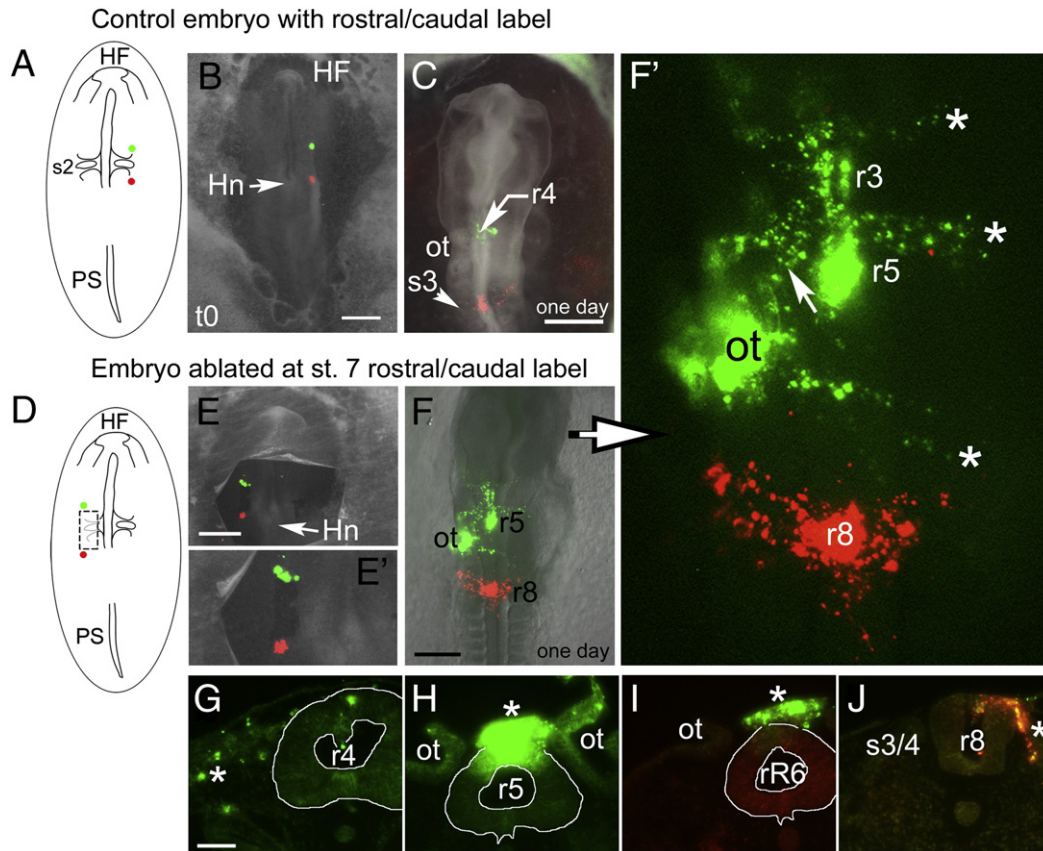 Control embryo with rostral/caudal label
A
HF
s2
PS
B
HF
Hn
t0
C
r4
ot
s3
one day
F’
*
r3
*
r5
ot
*
r8
Embryo ablated at st. 7 rostral/caudal label
D
HF
PS
E
Hn
E’
F
r5
ot
r8
one day
G
r4
*
H
*
ot
ot
r5
I
*
ot
rR6
J
s3/4
r8
*